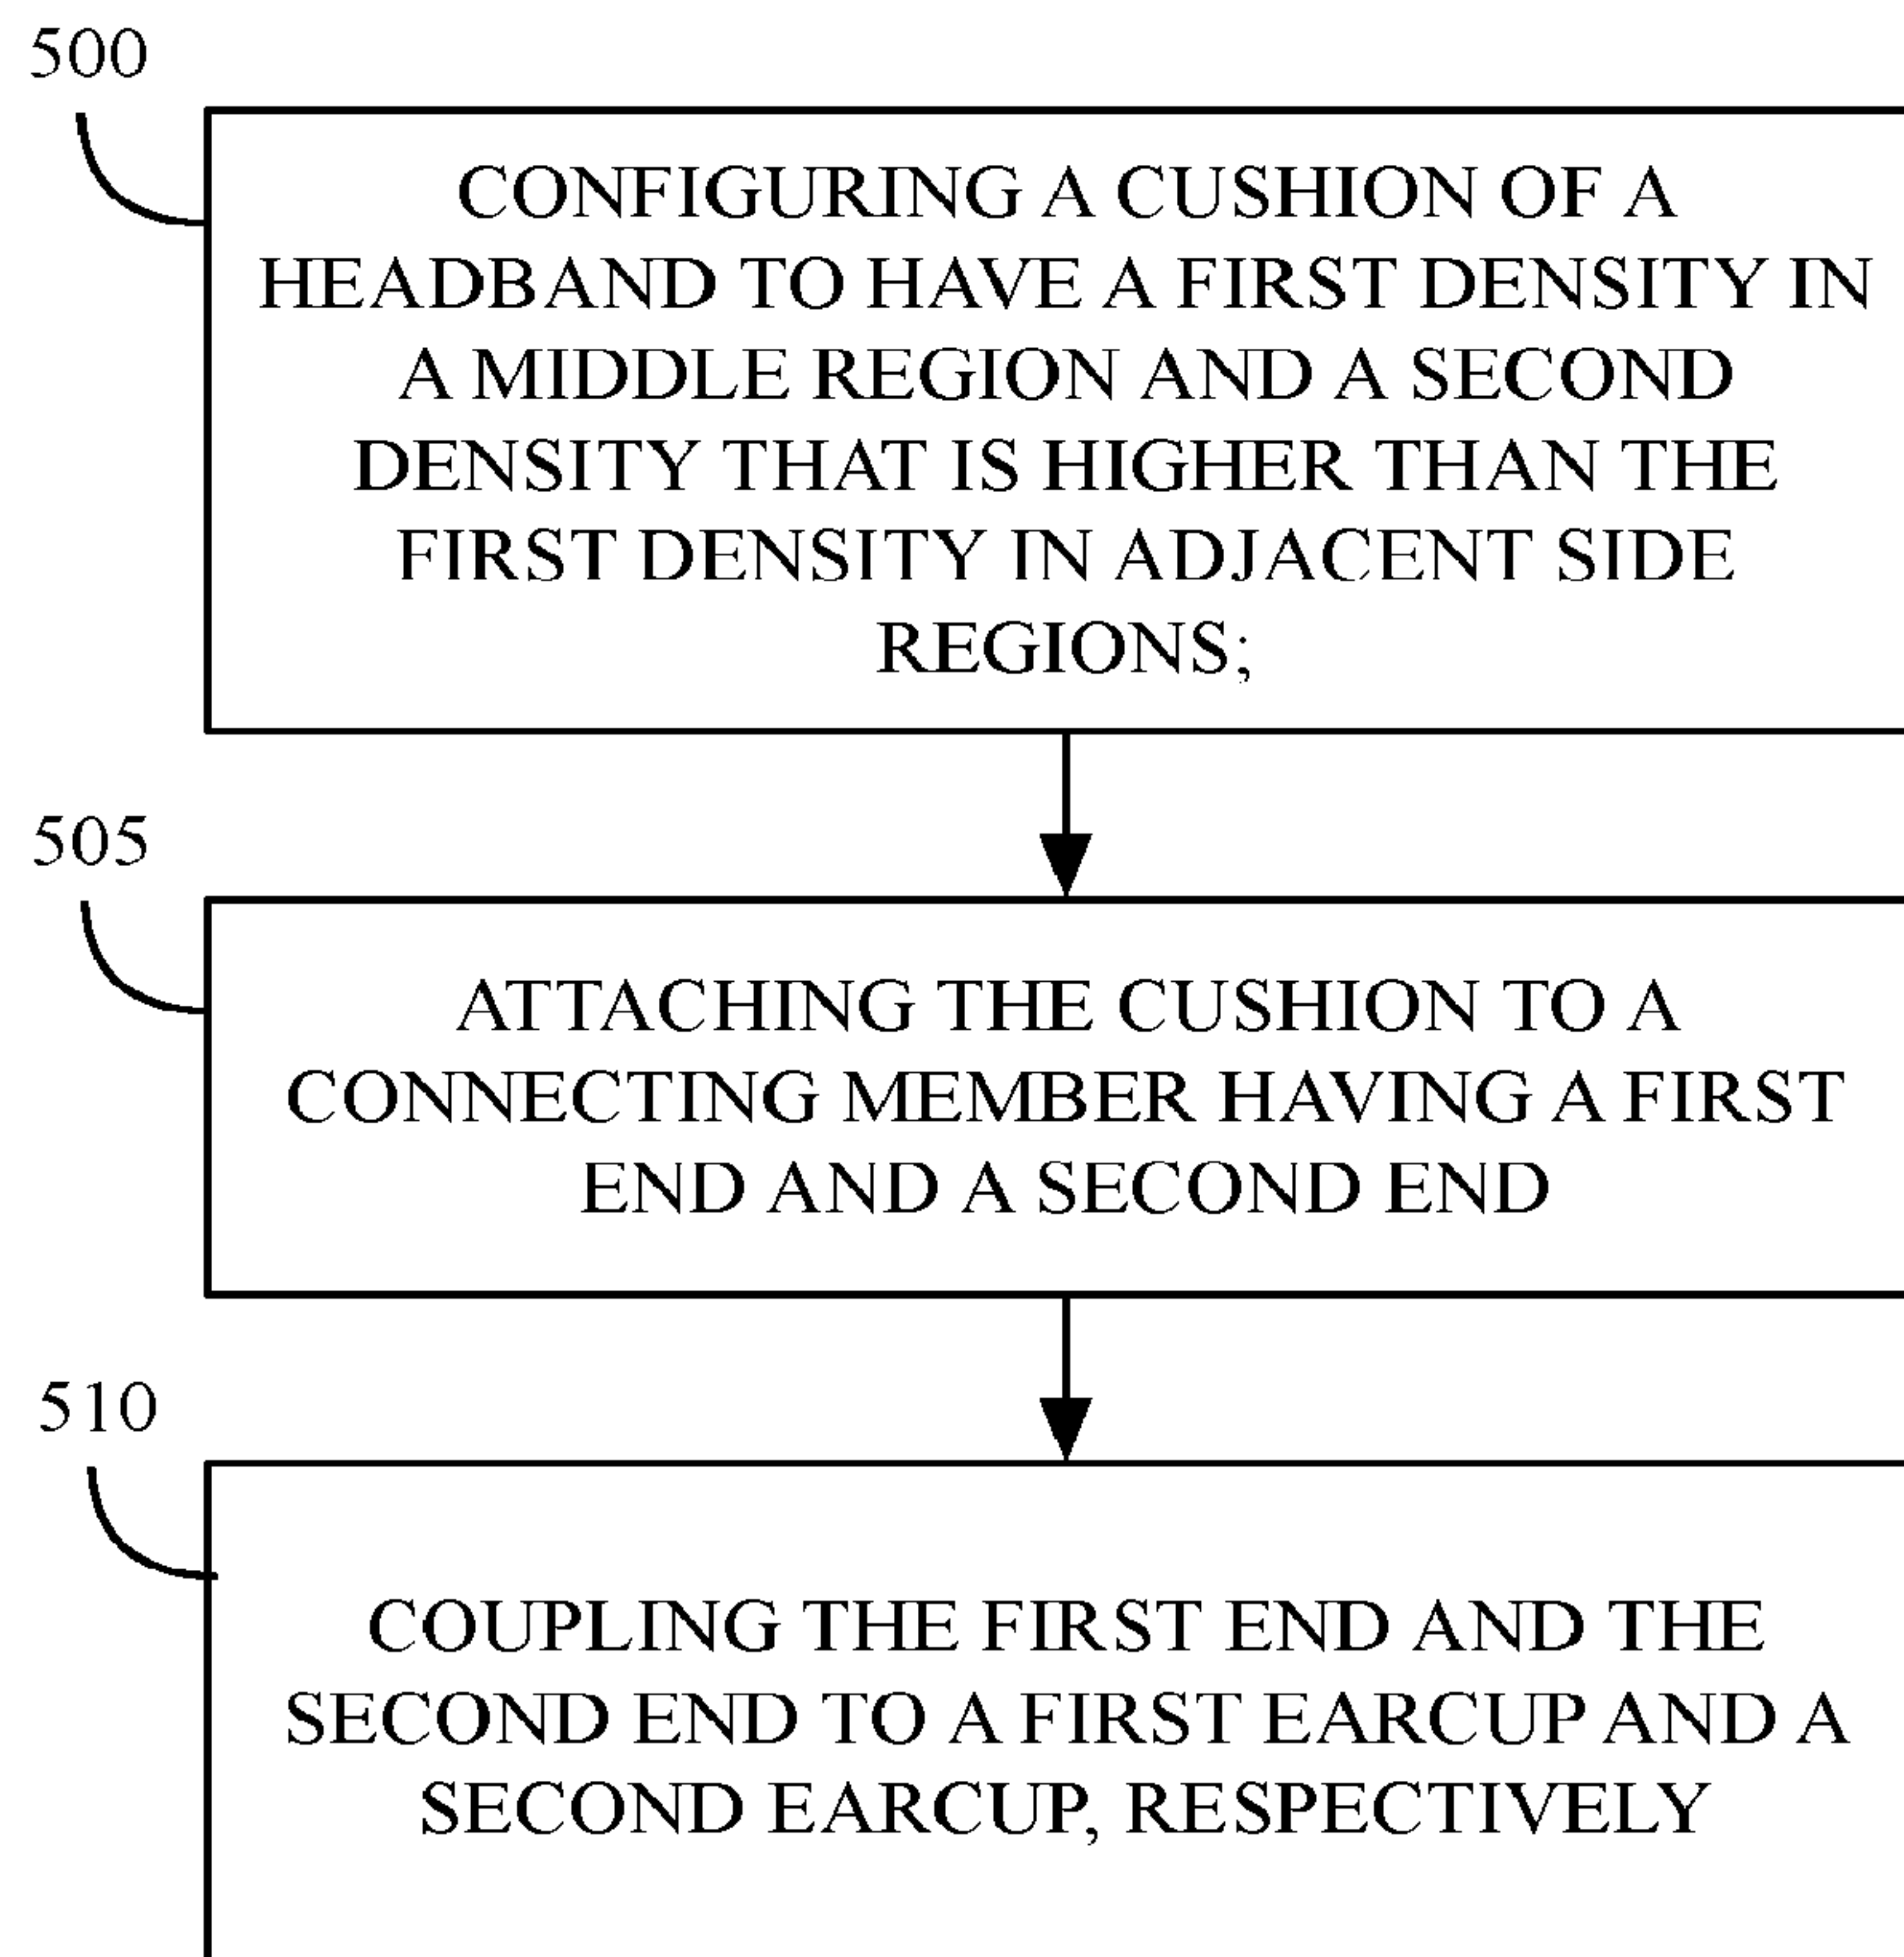 500
CONFIGURING A CUSHION OF A
HEADBAND TO HAVE A FIRST DENSITY IN
A MIDDLE REGION AND A SECOND
DENSITY THAT IS HIGHER THAN THE
FIRST DENSITY IN ADJACENT SIDE
REGIONS;
505
ATTACHING THE CUSHION TO A
CONNECTING MEMBER HAVING A FIRST
END AND A SECOND END
510
COUPLING THE FIRST END AND THE
SECOND END TO A FIRST EARCUP AND A
SECOND EARCUP, RESPECTIVELY